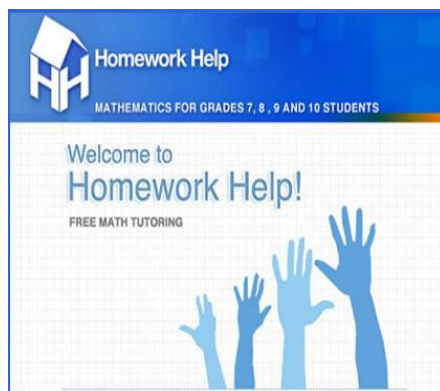 HH
Homework Help
MATHEMATICS FOR GRADES 7, 8 , 9 AND 10 STUDENTS
Welcome to
Homework Help!
FREE MATH TUTORING